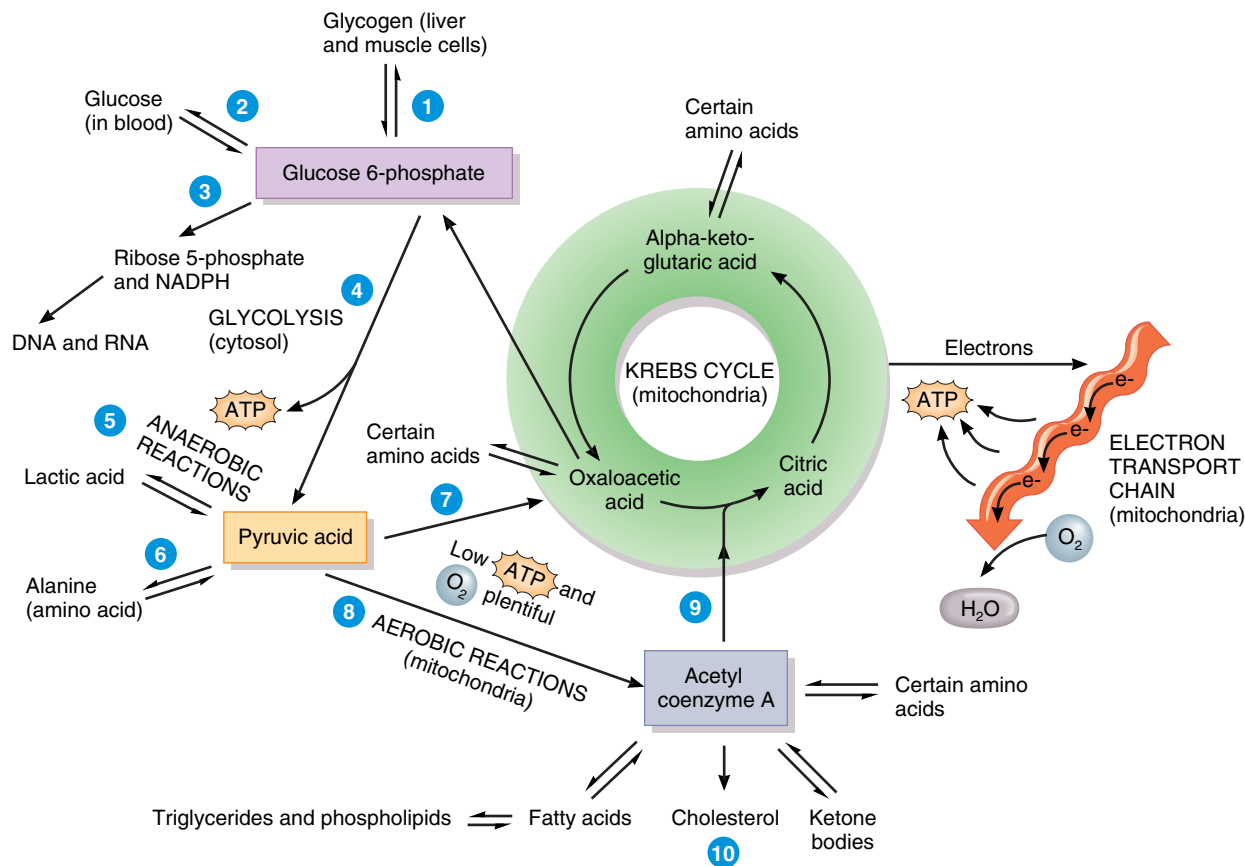 Glycogen (liver
and muscle cells)
1
2
Glucose
(in blood)
Glucose 6-phosphate
3
Ribose 5-phosphate
and NADPH
DNA and RNA
4
GLYCOLYSIS
(cytosol)
ATP
5
ANAEROBIC
REACTIONS
Lactic acid
Pyruvic acid
6
Alanine
(amino acid)
7
Certain
amino acids
Certain
amino acids
Alpha-keto-
glutaric acid
KREBS CYCLE
(mitochondria)
Oxaloacetic
acid
Citric
acid
Electrons
ATP
e-
e-
e-
ELECTRON
TRANSPORT
CHAIN
(mitochondria)
O2
H2O
Low ATP and
O2 plentiful
8
AEROBIC REACTIONS
(mitochondria)
9
Acetyl
coenzyme A
Certain amino
acids
Triglycerides and phospholipids
Fatty acids
Cholesterol
10
Ketone
bodies